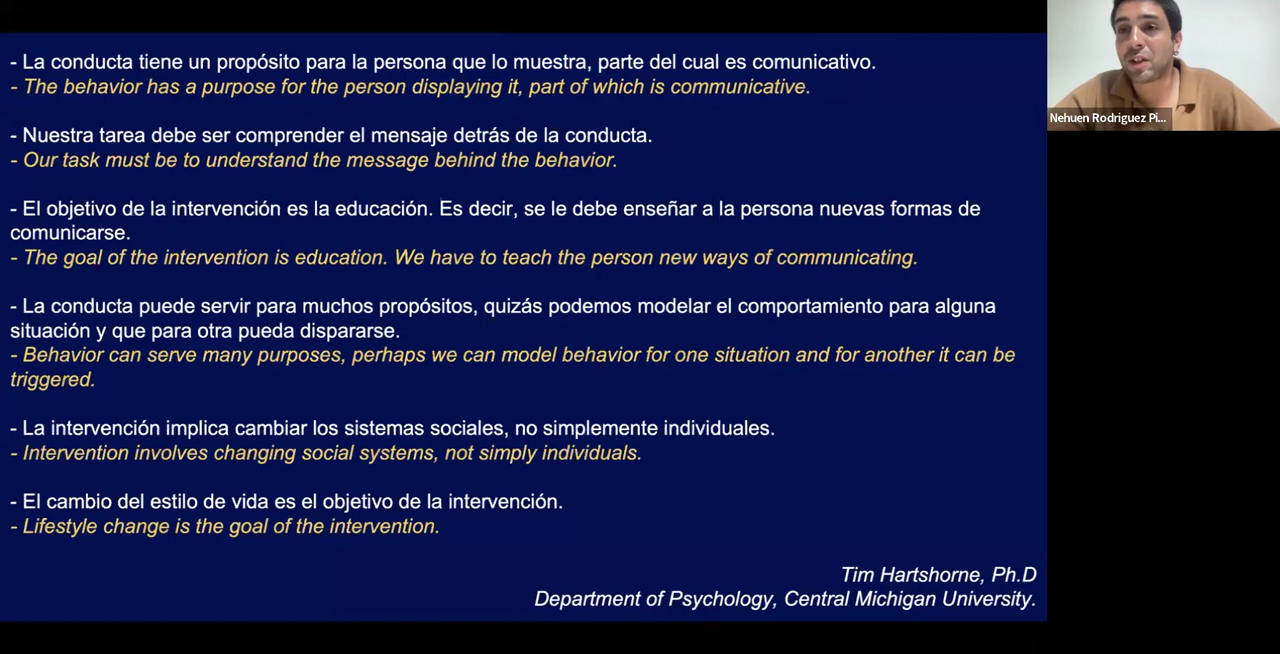 - La conducta tiene un propósito para la persona que lo muestra, parte del cual es comunicativo.
- The behavior has a purpose for the person displaying it, part of which is communicative.
- Nuestra tarea debe ser comprender el mensaje detrás de la conducta.
- Our task must be to understand the message behind the behavior.
- El objetivo de la intervención es la educación. Es decir, se le debe enseñar a la persona nuevas formas de
comunicarse.
- The goal of the intervention is education. We have to teach the person new ways of communicating.
- La conducta puede servir para muchos propósitos, quizás podemos modelar el comportamiento para alguna
situación y que para otra pueda dispararse.
- Behavior can serve many purposes, perhaps we can model behavior for one situation and for another it can be
triggered.
- La intervención implica cambiar los sistemas sociales, no simplemente individuales.
- Intervention involves changing social systems, not simply individuals.
- El cambio del estilo de vida es el objetivo de la intervención.
- Lifestyle change is the goal of the intervention.
Tim Hartshorne, Ph.D
Department of Psychology, Central Michigan University.
Nehuen Rodriguez Pi...